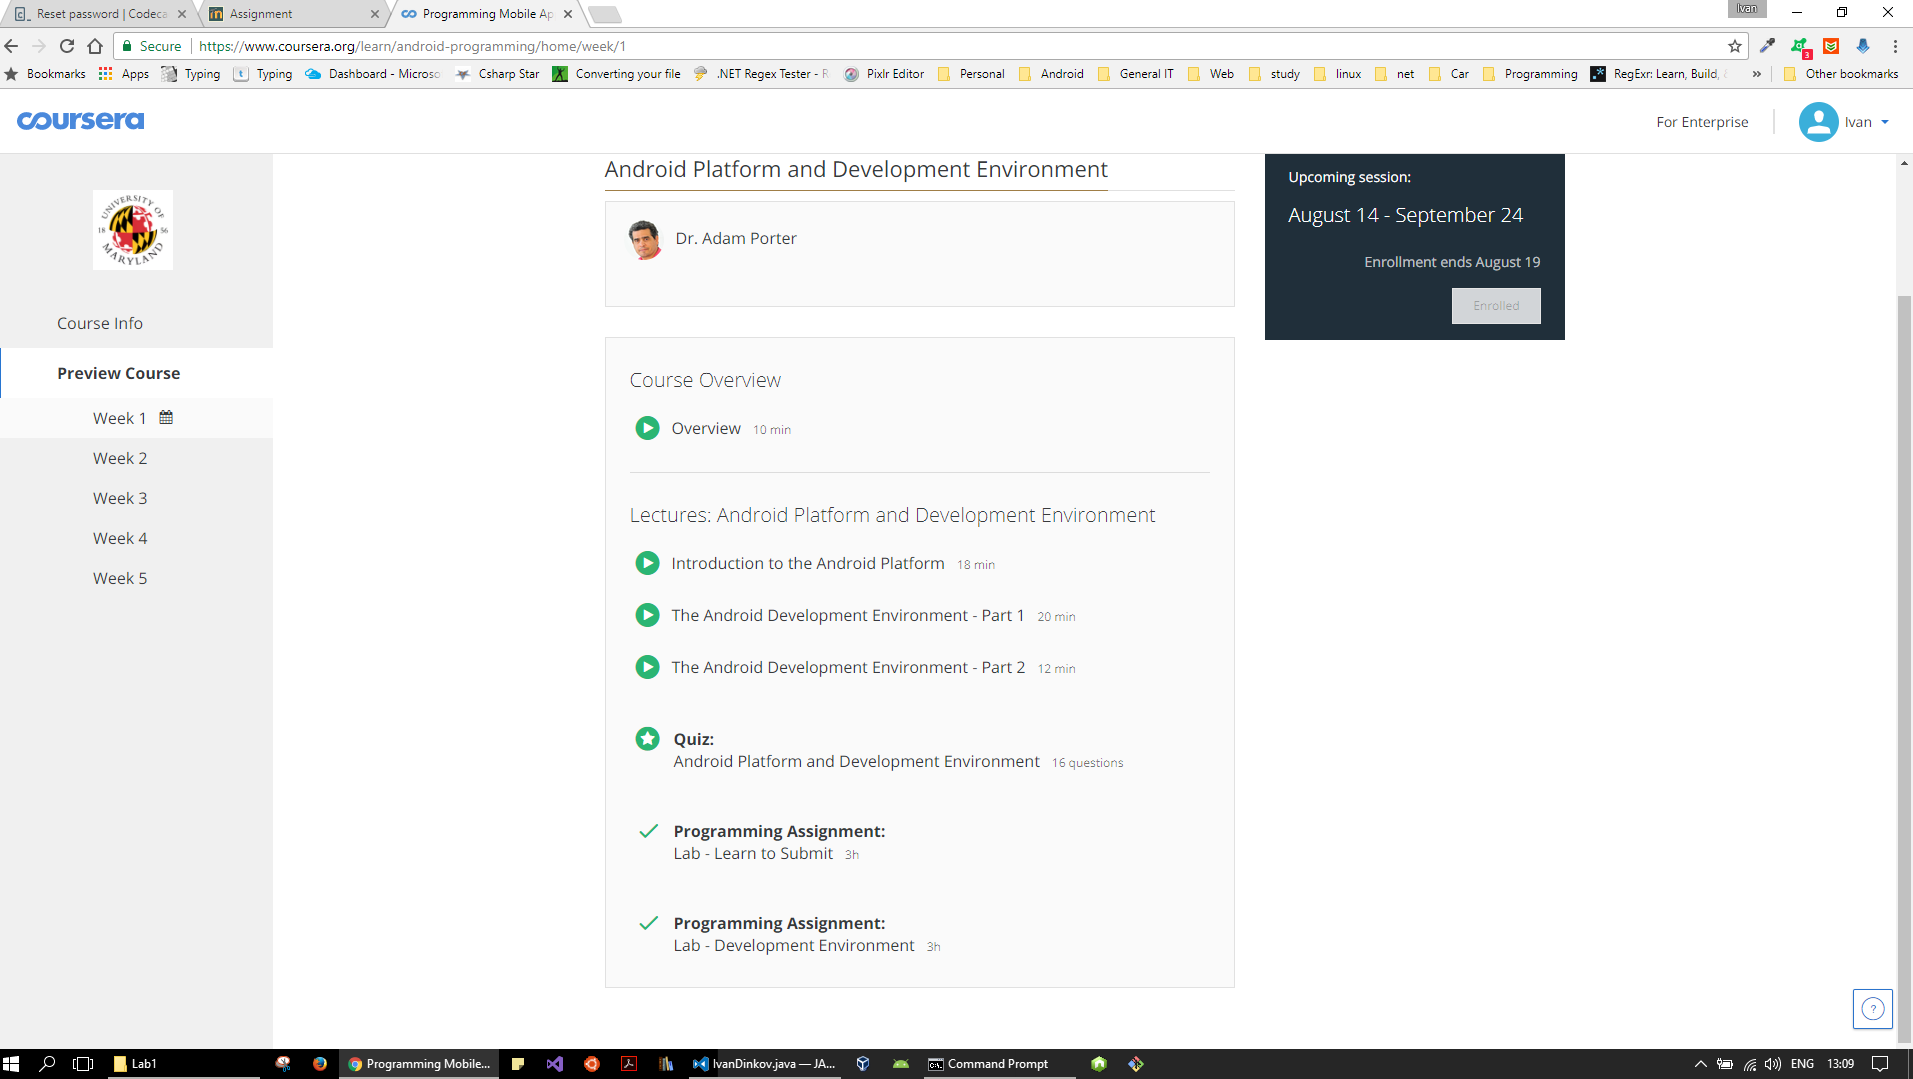 Reset password | Codeca
Assignment
Programming Mobile Ap
Ivan
Secure
https://www.coursera.org/learn/android-programming/home/week/1
3
Bookmarks
Apps
Typing
Typing
Dashboard - Microso
Csharp Star
Converting your file
.NET Regex Tester - R
Pixlr Editor
Personal
Android
General IT
Web
study
linux
net
Car
Programming
RegExr: Learn, Build,
»
Other bookmarks
coursera
For Enterprise
Ivan
UNIVERSITY OF
18 56
MARYLAND
Course Info
Preview Course
Week 1
Week 2
Week 3
Week 4
Week 5
Android Platform and Development Environment
Dr. Adam Porter
Course Overview
Overview 10 min
Lectures: Android Platform and Development Environment
Introduction to the Android Platform 18 min
The Android Development Environment - Part 1 20 min
The Android Development Environment - Part 2 12 min
Quiz:
Android Platform and Development Environment 16 questions
Programming Assignment:
Lab - Learn to Submit 3h
Programming Assignment:
Lab - Development Environment 3h
Upcoming session:
August 14 - September 24
Enrollment ends August 19
Enrolled
?
Lab1
Programming Mobile...
IvanDinkov.java — JA...
Command Prompt
ENG
13:09